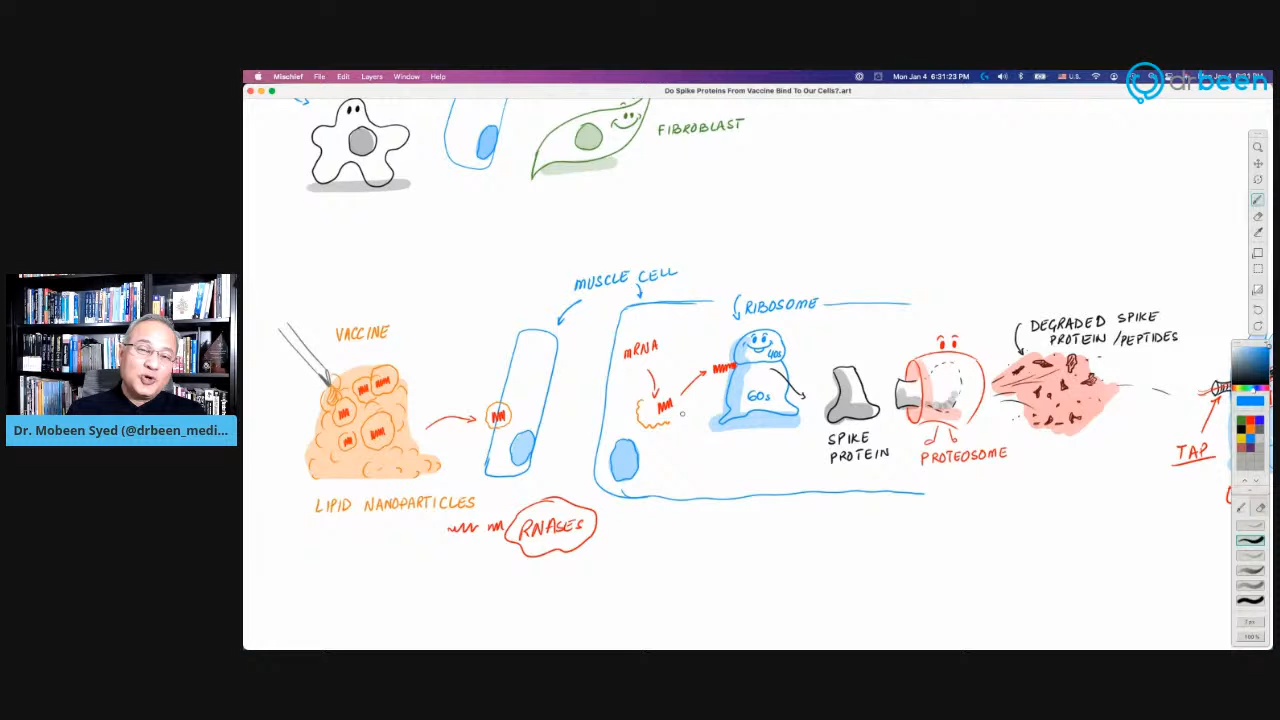 drbeen
Mischief File Edit Layers Window Help
Mon Jan 4 6:31:23 PM
U.S.
Do Spike Proteins From Vaccine Bind To Our Cells?.art
FIBROBLAST
MUSCLE CELL
RIBOSOME
DEGRADED SPIKE
PROTEIN /PEPTIDES
VACCINE
mRNA
40s
60s
SPIKE
PROTEIN
PROTEOSOME
TAP
LIPID NANOPARTICLES
RNASES
Dr. Mobeen Syed (@drbeen_medi...
100%